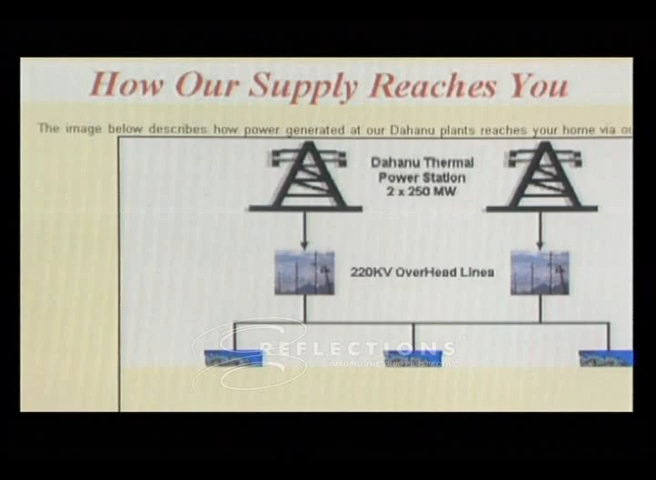 How Our Supply Reaches You
The image below describes how power generated at our Dahanu plants reaches your home via
Dahanu Thermal
Power Station
2 x 250 MW
220KV OverHead Lines
REFLECTIONS